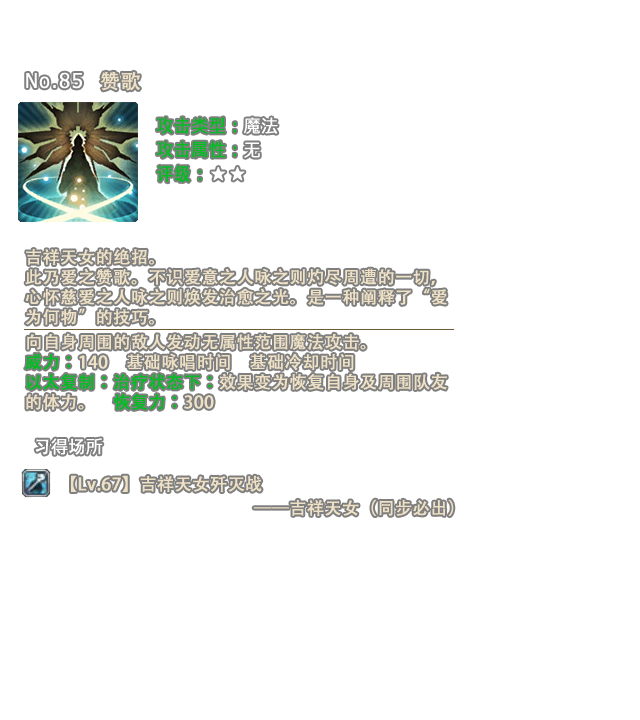 No.85 赞歌
攻击类型：魔法
攻击属性：无
评级：★★
吉祥天女的绝招。
此乃爱之赞歌。不识爱意之人咏之则灼尽周遭的一切，
心怀慈爱之人咏之则焕发治愈之光。是一种阐释了“爱
为何物”的技巧。
向自身周围的敌人发动无属性范围魔法攻击。
威力：140 基础咏唱时间 基础冷却时间
以太复制：治疗状态下：效果变为恢复自身及周围队友
的体力。 恢复力：300
习得场所
【Lv.67】吉祥天女歼灭战
——吉祥天女（同步必出）